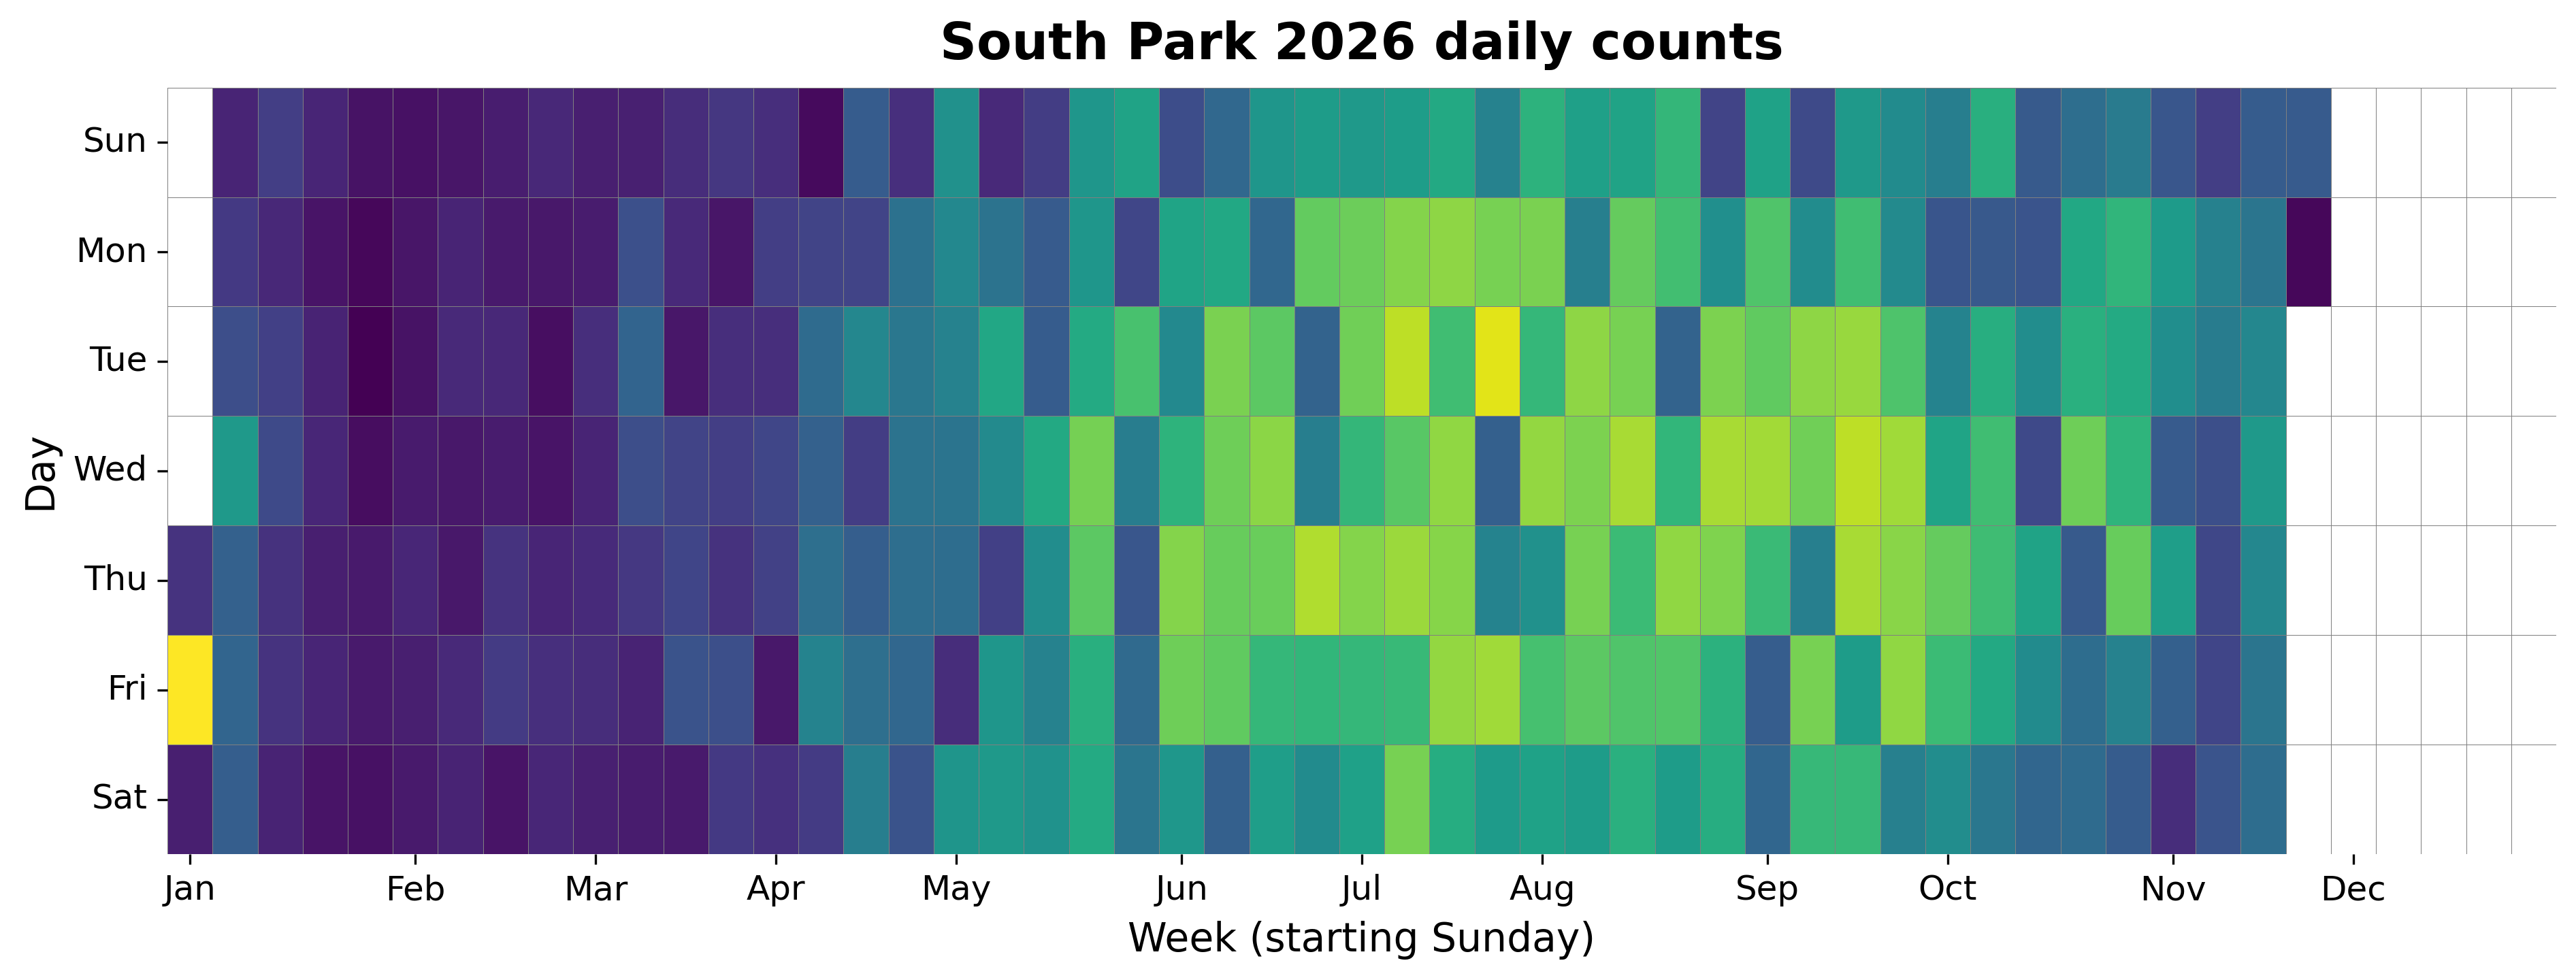 South Park 2026 daily counts
Day
Sun
Mon
Tue
Wed
Thu
Fri
Sat
Jan Feb Mar Apr May Jun Jul Aug Sep Oct Nov Dec
Week (starting Sunday)